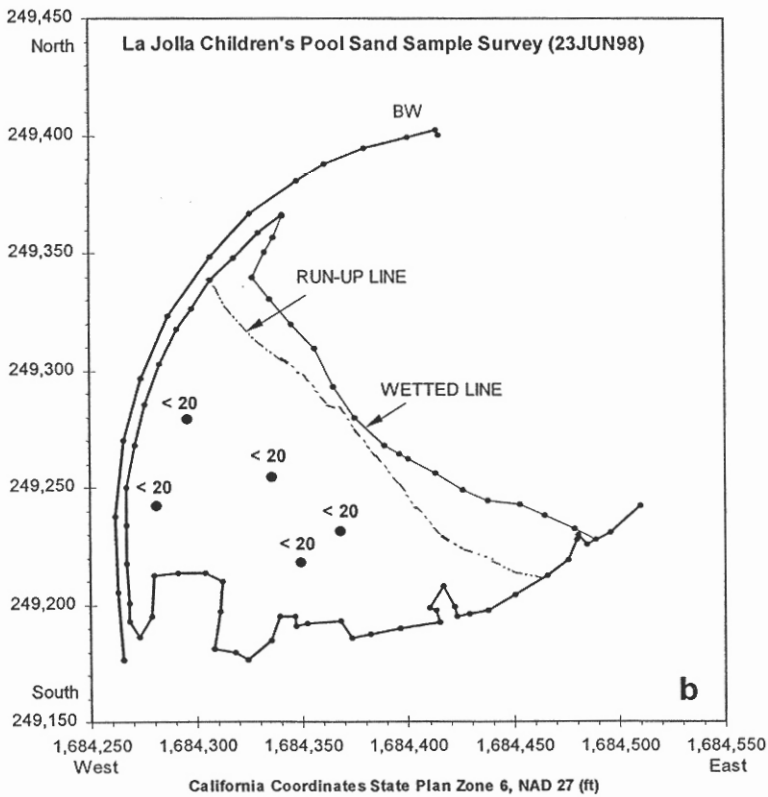 249,450
North
La Jolla Children's Pool Sand Sample Survey (23JUN98)
BW
249,400
249,350
RUN-UP LINE
249,300
WETTED LINE
< 20
< 20
249,250
< 20
< 20
< 20
249,200
South
b
249,150
1,684,250 1,684,300 1,684,350 1,684,400 1,684,450 1,684,500 1,684,550
West East
California Coordinates State Plan Zone 6, NAD 27 (ft)